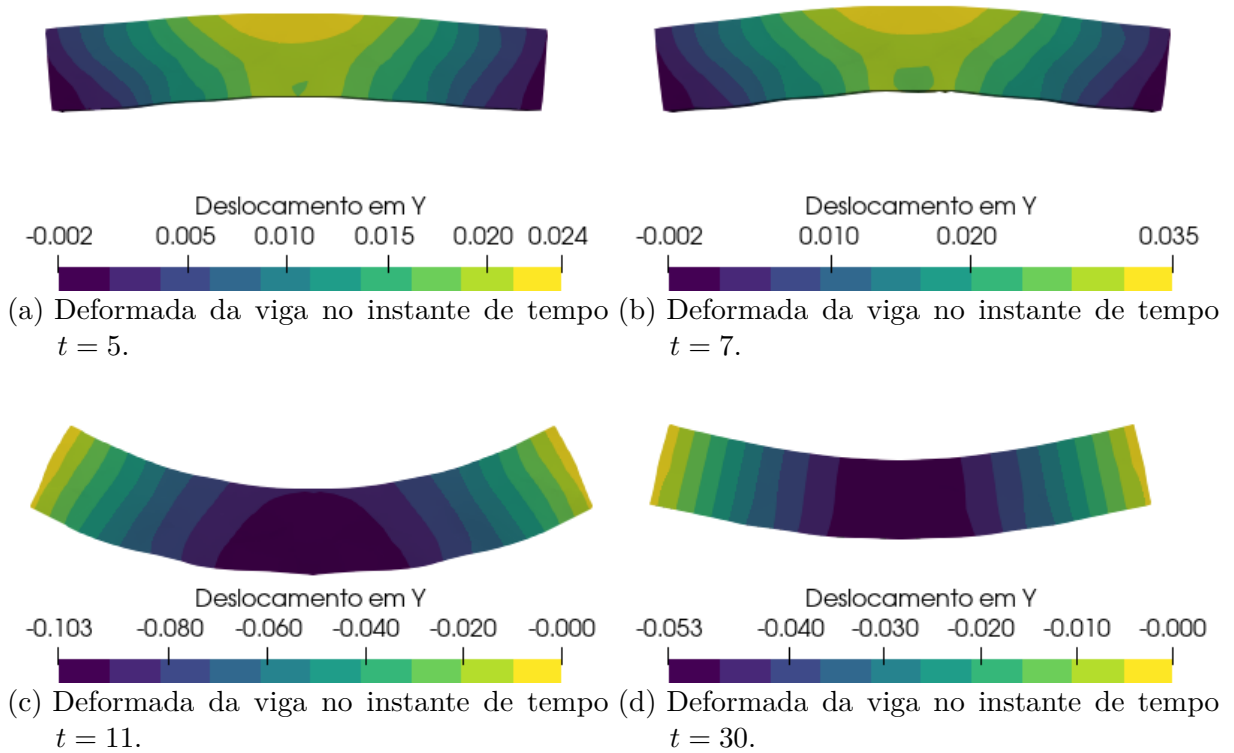 Deslocamento em Y
-0.002 0.005 0.010 0.015 0.020 0.024
(a) Deformada da viga no instante de tempo
t = 5.
Deslocamento em Y
-0.002 0.010 0.020 0.035
(b) Deformada da viga no instante de tempo
t = 7.
Deslocamento em Y
-0.103 -0.080 -0.060 -0.040 -0.020 -0.000
(c) Deformada da viga no instante de tempo
t = 11.
Deslocamento em Y
-0.053 -0.040 -0.030 -0.020 -0.010 -0.000
(d) Deformada da viga no instante de tempo
t = 30.